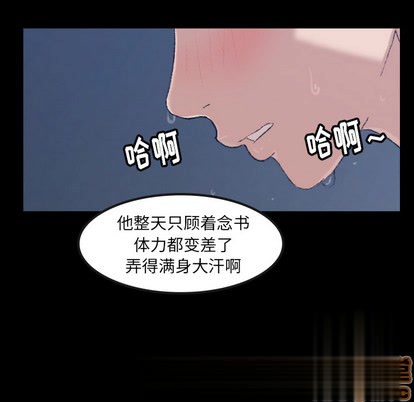 哈啊
哈啊~
他整天只顾着念书
体力都变差了
弄得满身大汗啊